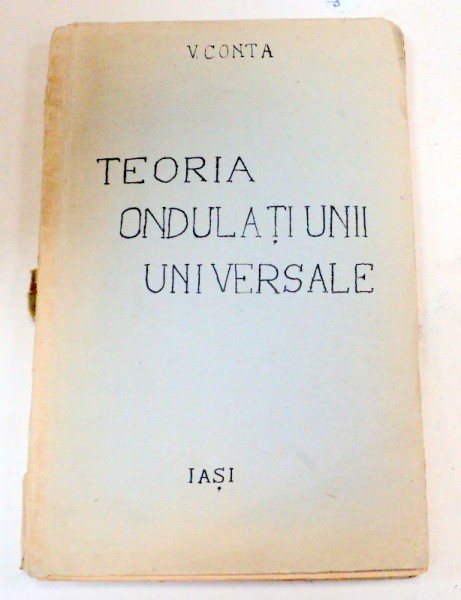 V. CONTA
TEORIA
ONDULAȚIUNII
UNIVERSALE
IAȘI